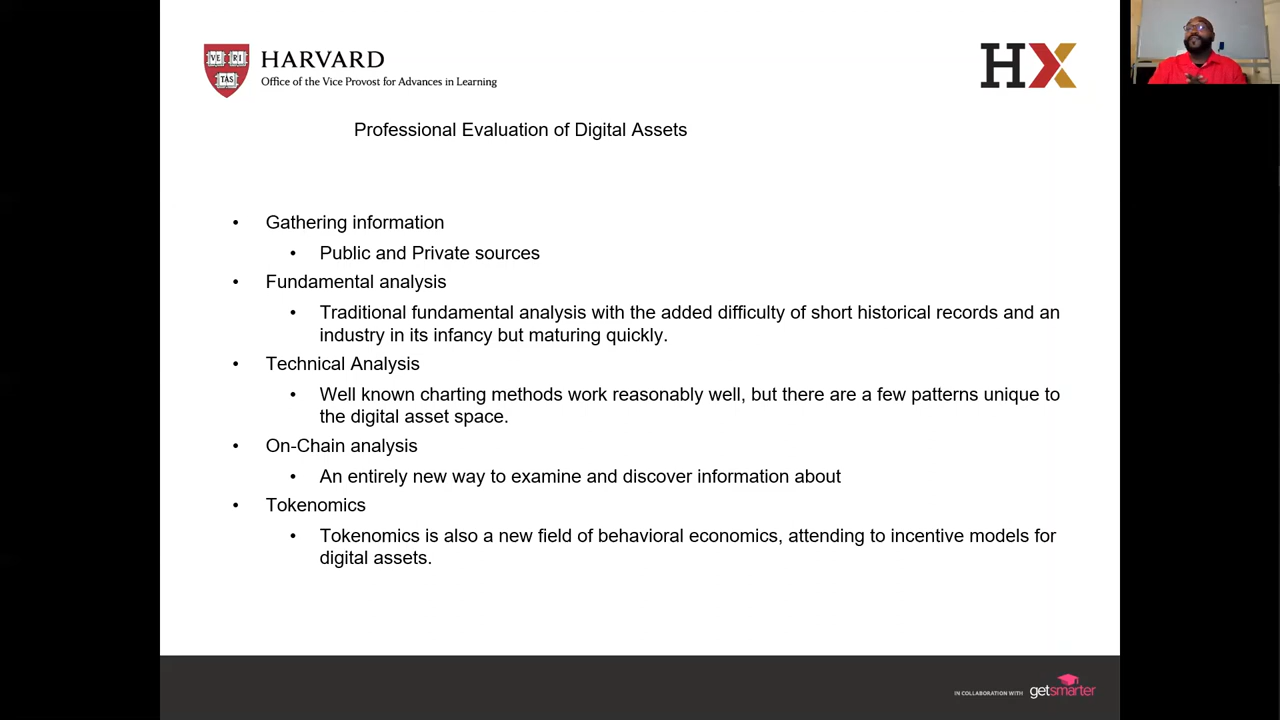 VE RI
TAS
HARVARD
Office of the Vice Provost for Advances in Learning
HX
Professional Evaluation of Digital Assets
• Gathering information
• Public and Private sources
• Fundamental analysis
• Traditional fundamental analysis with the added difficulty of short historical records and an
industry in its infancy but maturing quickly.
• Technical Analysis
• Well known charting methods work reasonably well, but there are a few patterns unique to
the digital asset space.
• On-Chain analysis
• An entirely new way to examine and discover information about
• Tokenomics
• Tokenomics is also a new field of behavioral economics, attending to incentive models for
digital assets.
IN COLLABORATION WITH getsmarter